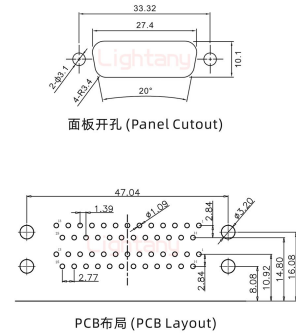 33.32
27.4
Lightany
10.1
2-Φ3.1
4-R3.4
20°
面板开孔 (Panel Cutout)
47.04
1.39
Φ1.09
2.84
Φ3.20
Lightany
2.77
2.84
8.08
10.92
14.80
16.08
PCB布局 (PCB Layout)